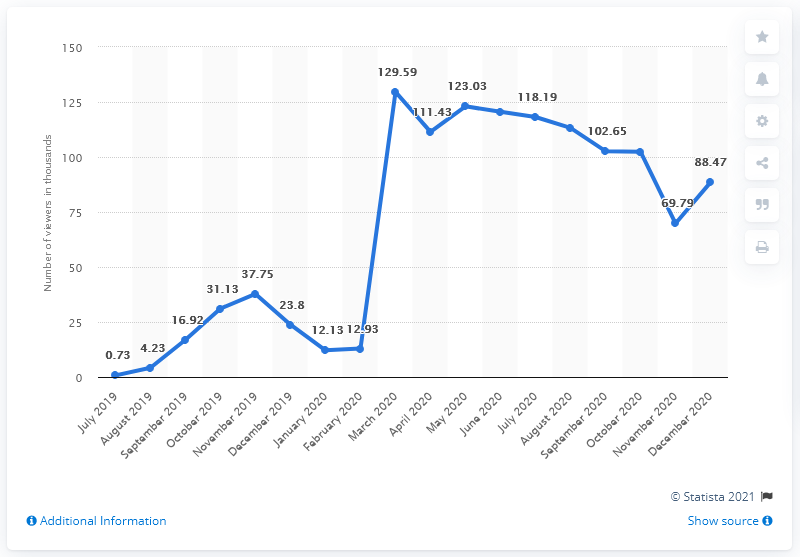 Number of viewers in thousands
150
125
100
75
50
25
0
0.73
4.23
16.92
31.13
37.75
23.8
12.13
12.93
129.59
111.43
123.03
118.19
102.65
69.79
88.47
July 2019
August 2019
September 2019
October 2019
November 2019
December 2019
January 2020
February 2020
March 2020
April 2020
May 2020
June 2020
July 2020
August 2020
September 2020
October 2020
November 2020
December 2020
© Statista 2021
Additional Information
Show source